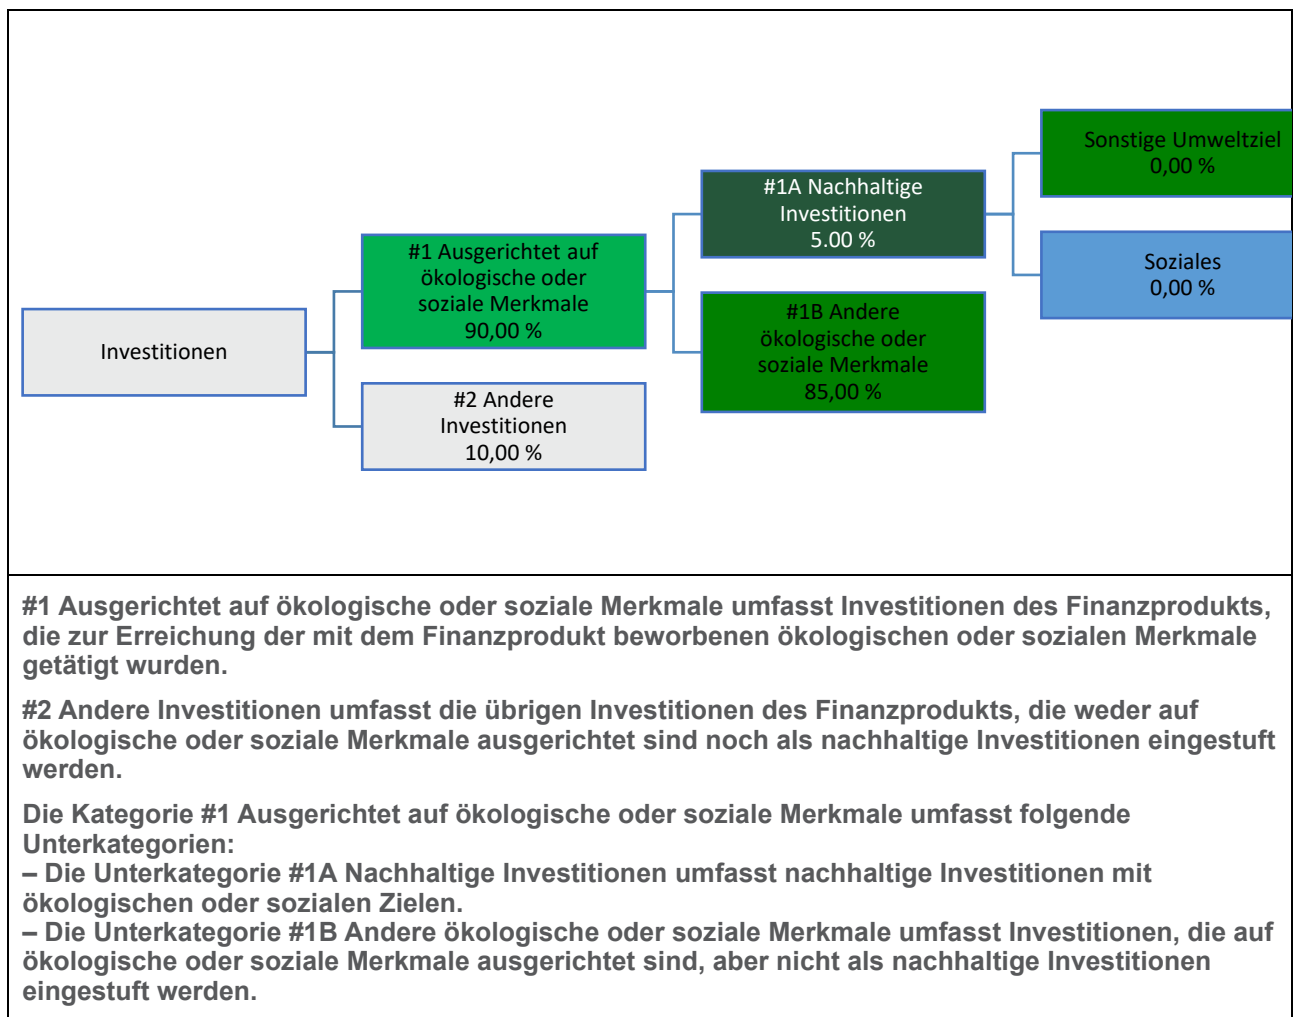 Investitionen
#1 Ausgerichtet auf
ökologische oder
soziale Merkmale
90,00 %
#2 Andere
Investitionen
10,00 %
#1A Nachhaltige
Investitionen
5.00 %
#1B Andere
ökologische oder
soziale Merkmale
85,00 %
Sonstige Umweltziel
0,00 %
Soziales
0,00 %
#1 Ausgerichtet auf ökologische oder soziale Merkmale umfasst Investitionen des Finanzprodukts,
die zur Erreichung der mit dem Finanzprodukt beworbenen ökologischen oder sozialen Merkmale
getätigt wurden.
#2 Andere Investitionen umfasst die übrigen Investitionen des Finanzprodukts, die weder auf
ökologische oder soziale Merkmale ausgerichtet sind noch als nachhaltige Investitionen eingestuft
werden.
Die Kategorie #1 Ausgerichtet auf ökologische oder soziale Merkmale umfasst folgende
Unterkategorien:
– Die Unterkategorie #1A Nachhaltige Investitionen umfasst nachhaltige Investitionen mit
ökologischen oder sozialen Zielen.
– Die Unterkategorie #1B Andere ökologische oder soziale Merkmale umfasst Investitionen, die auf
ökologische oder soziale Merkmale ausgerichtet sind, aber nicht als nachhaltige Investitionen
eingestuft werden.